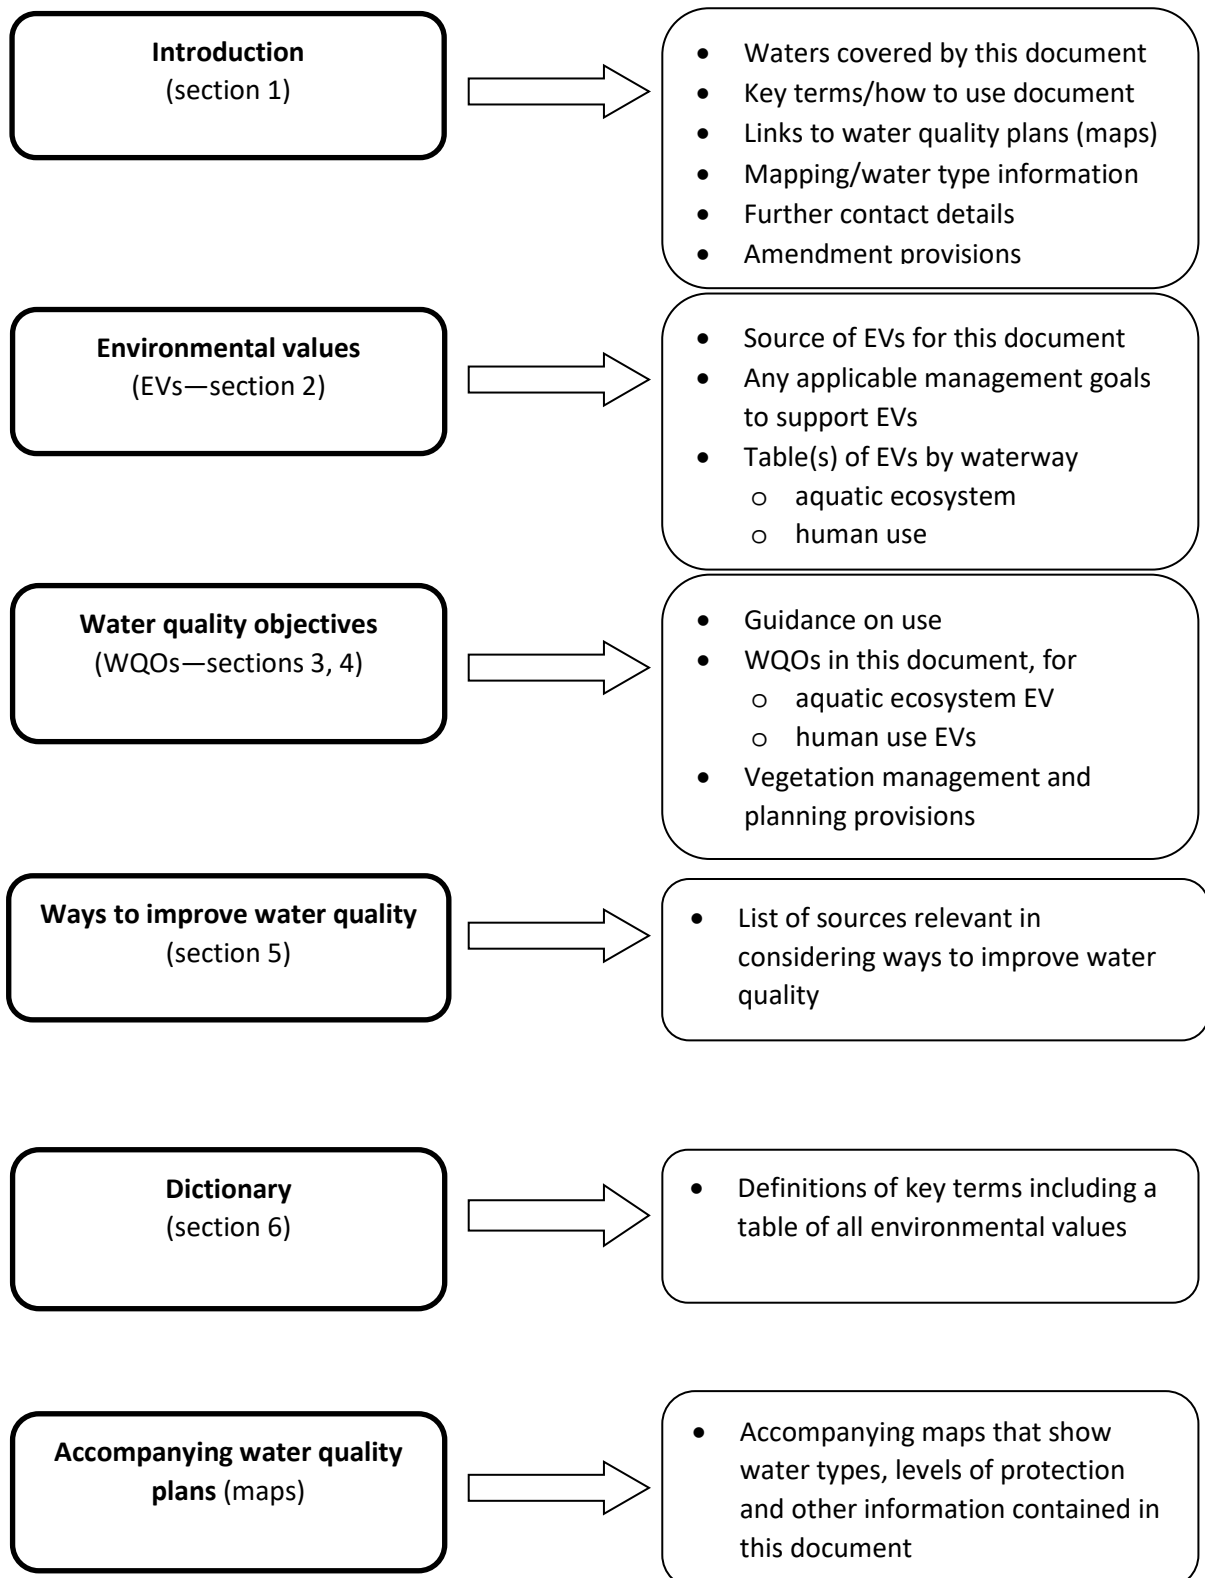 Introduction
(section 1)
• Waters covered by this document
• Key terms/how to use document
• Links to water quality plans (maps)
• Mapping/water type information
• Further contact details
• Amendment provisions
Environmental values
(EVs—section 2)
• Source of EVs for this document
• Any applicable management goals
to support EVs
• Table(s) of EVs by waterway
o aquatic ecosystem
o human use
Water quality objectives
(WQOs—sections 3, 4)
• Guidance on use
• WQOs in this document, for
o aquatic ecosystem EV
o human use EVs
• Vegetation management and
planning provisions
Ways to improve water quality
(section 5)
• List of sources relevant in
considering ways to improve water
quality
Dictionary
(section 6)
• Definitions of key terms including a
table of all environmental values
Accompanying water quality
plans (maps)
• Accompanying maps that show
water types, levels of protection
and other information contained in
this document